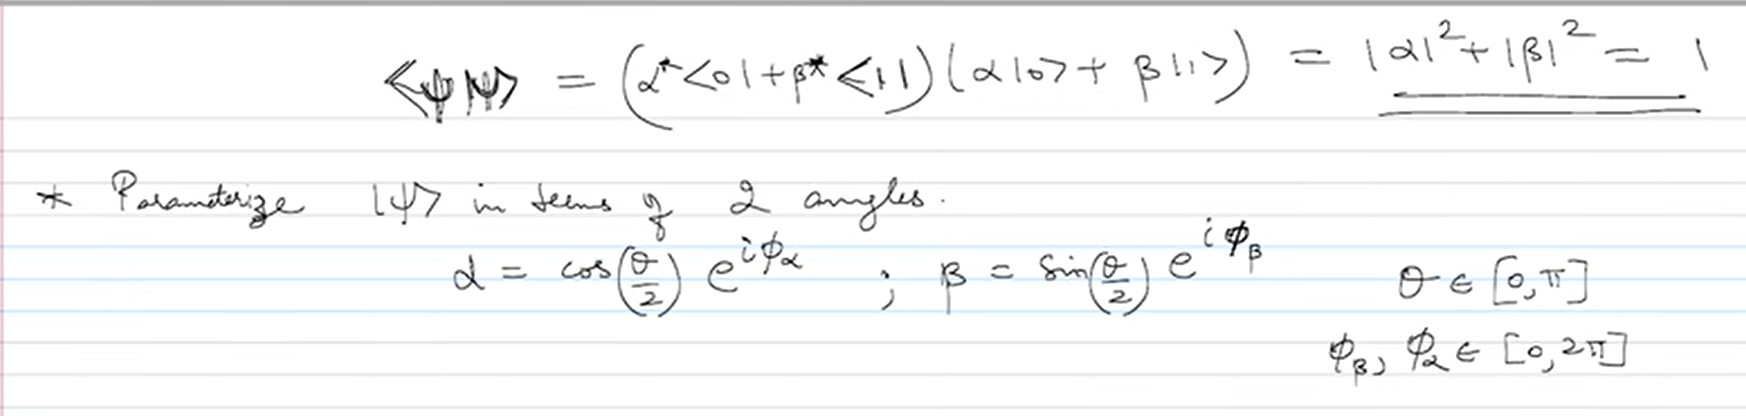 <ψ|ψ> = (α*<0| + β*<1|)(α|0> + β|1>) = |α|² + |β|² = 1
* Parameterize |ψ> in terms of 2 angles.
α = cos(θ/2) e^{iϕ_α} ; β = sin(θ/2) e^{iϕ_β} θ ∈ [0, π]
ϕ_β, ϕ_α ∈ [0, 2π]